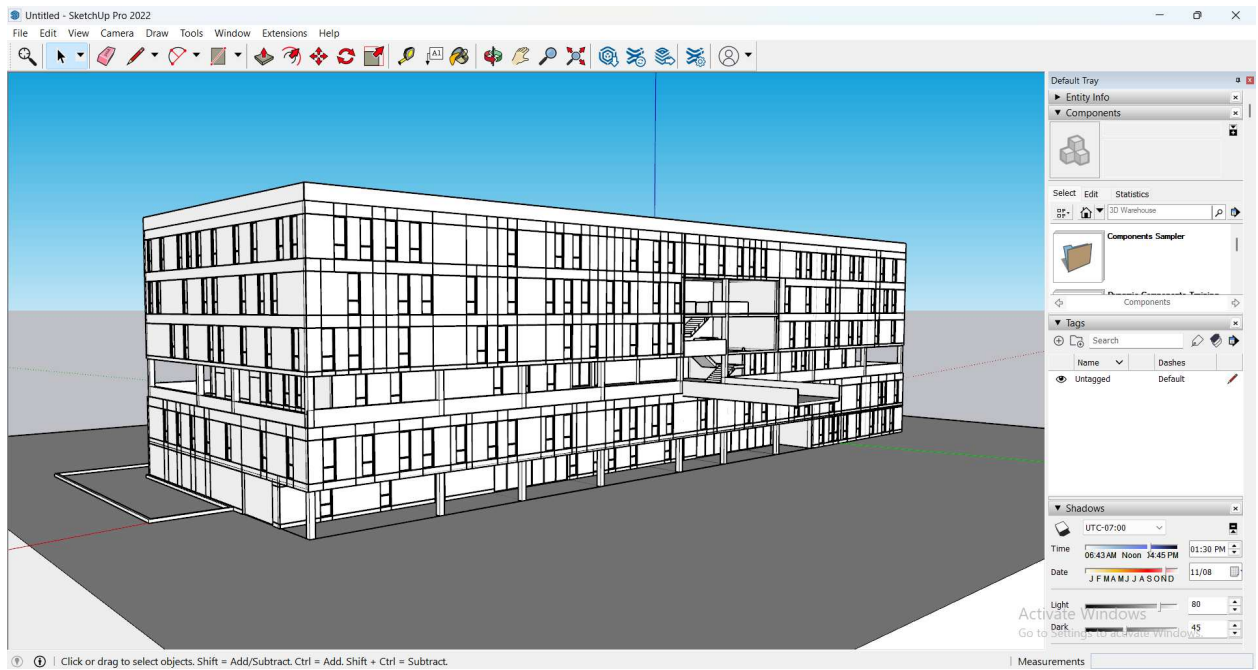 Untitled - SketchUp Pro 2022
File Edit View Camera Draw Tools Window Extensions Help
A1
Default Tray
Entity Info
Components
Select Edit Statistics
3D Warehouse
Components Sampler
Dynamic Components Training
Components
Tags
Search
Name Dashes
Untagged Default
Shadows
UTC-07:00
Time 06:43 AM Noon 04:45 PM 01:30 PM
Date J F M A M J J A S O N D 11/08
Light 80
Dark 45
Activate Windows
Go to Settings to activate Windows.
Click or drag to select objects. Shift = Add/Subtract. Ctrl = Add. Shift + Ctrl = Subtract.
Measurements